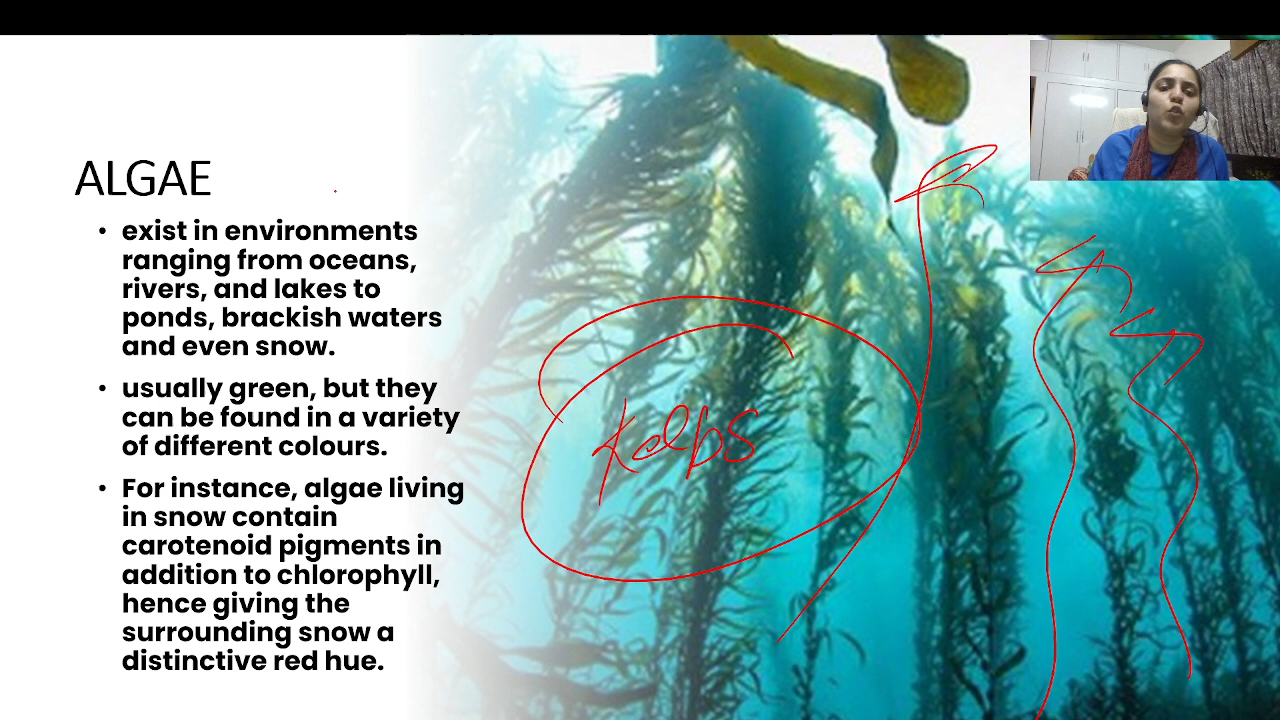 ALGAE
• exist in environments
ranging from oceans,
rivers, and lakes to
ponds, brackish waters
and even snow.
• usually green, but they
can be found in a variety
of different colours.
• For instance, algae living
in snow contain
carotenoid pigments in
addition to chlorophyll,
hence giving the
surrounding snow a
distinctive red hue.
Kelps